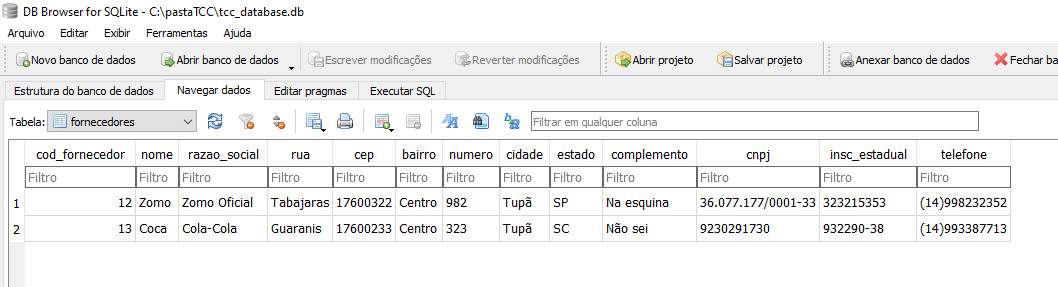 DB Browser for SQLite - C:\pastaTCC\tcc_database.db
Arquivo Editar Exibir Ferramentas Ajuda
Novo banco de dados Abrir banco de dados Escrever modificações Reverter modificações Abrir projeto Salvar projeto Anexar banco de dados Fechar ba
Estrutura do banco de dados Navegar dados Editar pragmas Executar SQL
Tabela: fornecedores Filtrar em qualquer coluna
cod_fornecedor nome razao_social rua cep bairro numero cidade estado complemento cnpj insc_estadual telefone
Filtro Filtro Filtro Filtro Filtro Filtro Filtro Filtro Filtro Filtro Filtro Filtro Filtro
1 12 Zomo Zomo Oficial Tabajaras 17600322 Centro 982 Tupã SP Na esquina 36.077.177/0001-33 323215353 (14)998232352
2 13 Coca Cola-Cola Guaranis 17600233 Centro 323 Tupã SC Não sei 9230291730 932290-38 (14)993387713